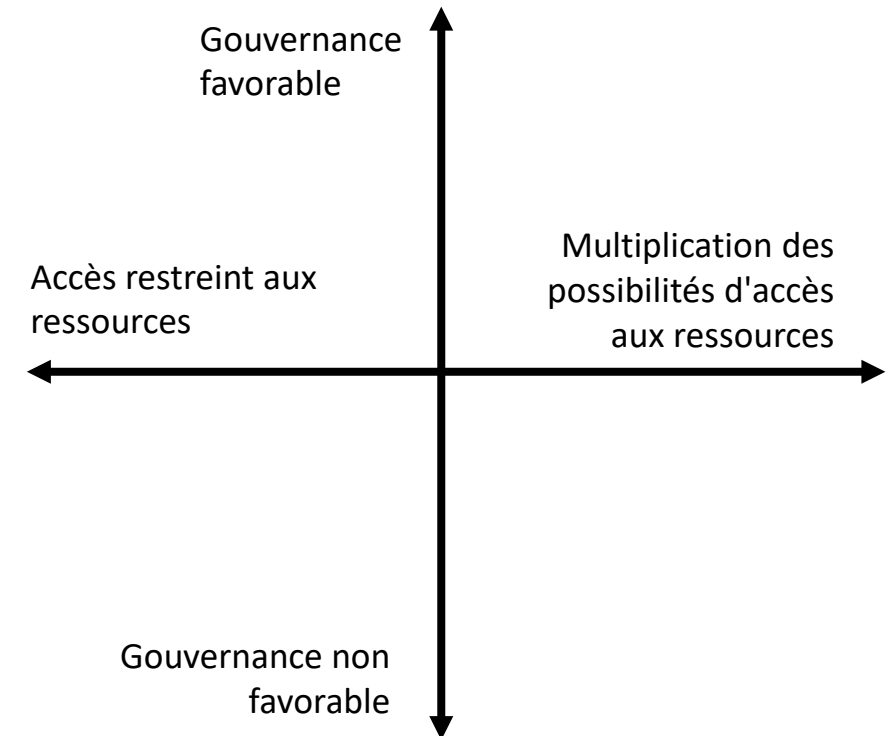 Gouvernance
favorable
Accès restreint aux
ressources
Multiplication des
possibilités d'accès
aux ressources
Gouvernance non
favorable